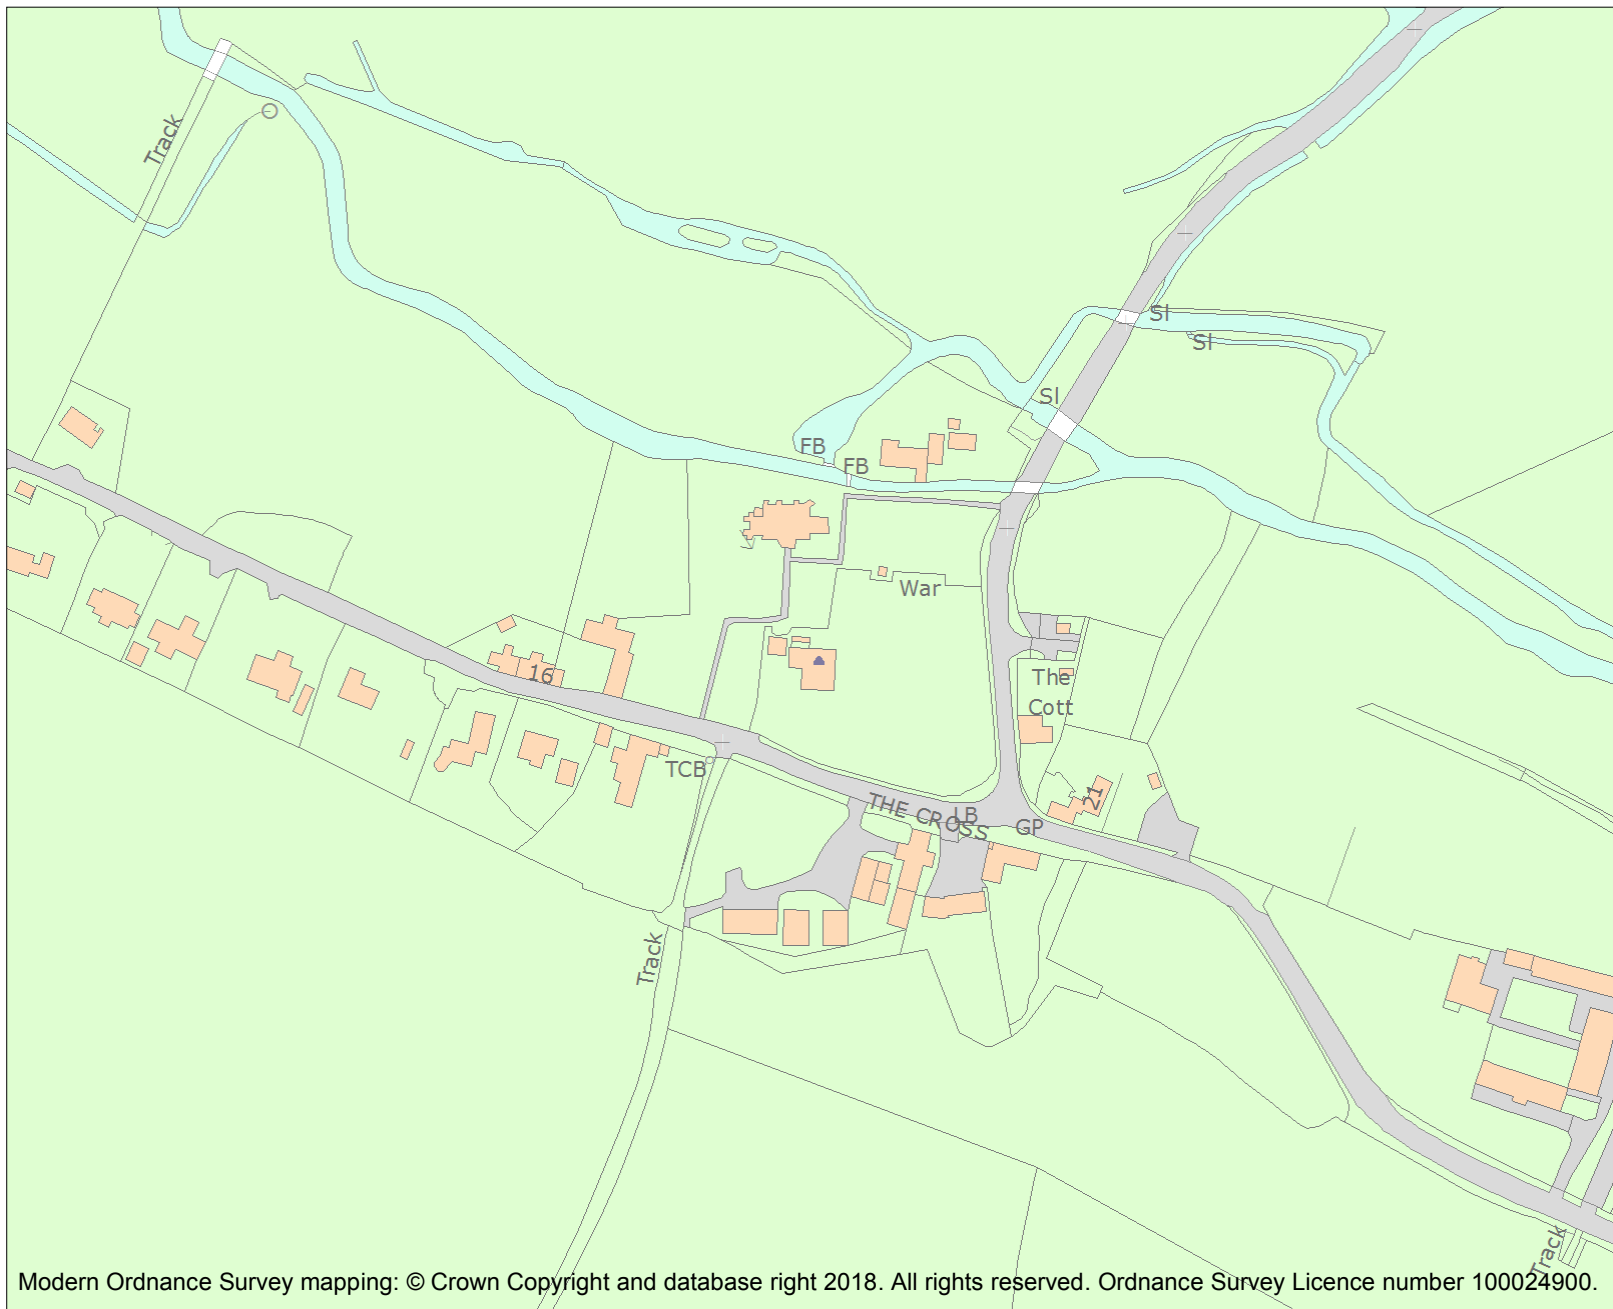 Track
Sl
Sl
Sl
FB
FB
War
16
The
Cott
TCB
21
THE CROSS
LB
GP
Track
Track
Modern Ordnance Survey mapping: © Crown Copyright and database right 2018. All rights reserved. Ordnance Survey Licence number 100024900.